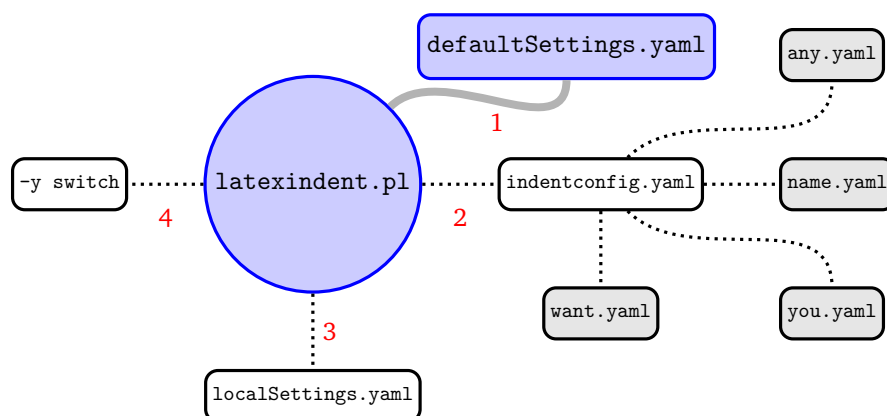 defaultSettings.yaml
any.yaml
1
-y switch
latexindent.pl
indentconfig.yaml
name.yaml
4
2
want.yaml
you.yaml
3
localSettings.yaml